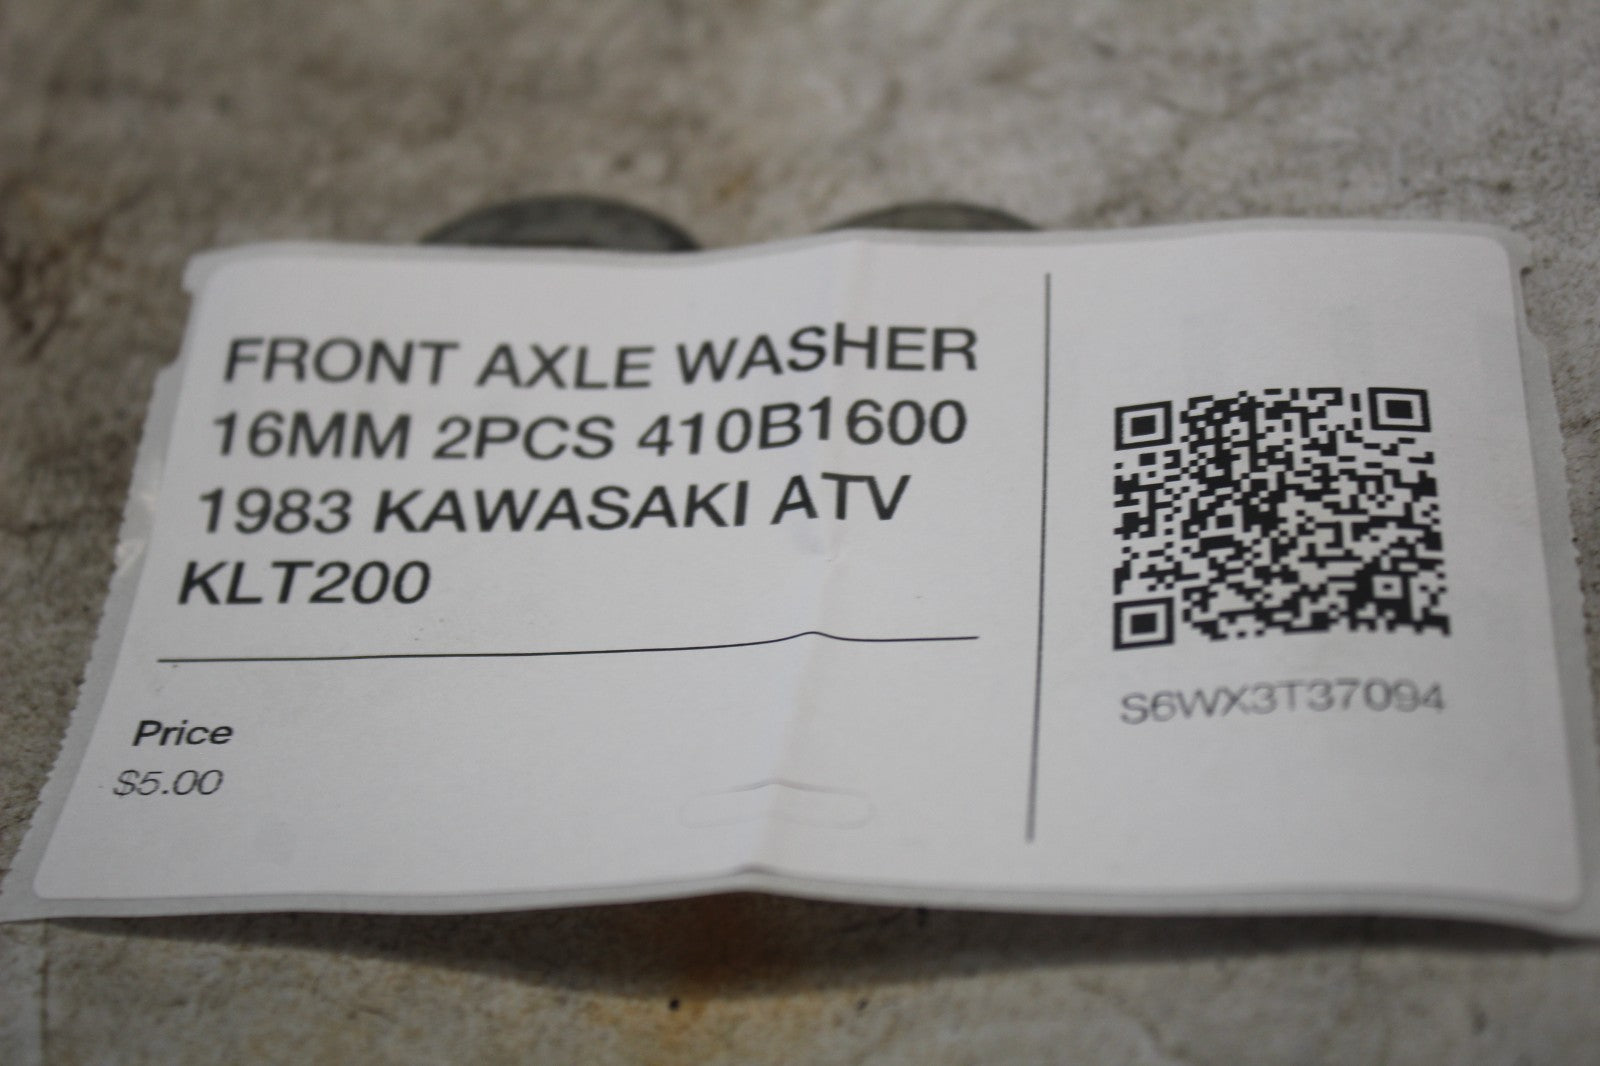 FRONT AXLE WASHER
16MM 2PCS 410B1600
1983 KAWASAKI ATV
KLT200
Price
$5.00
S6WX3T37094